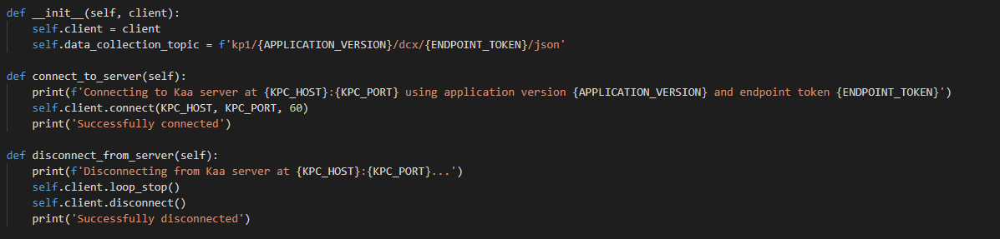 def __init__(self, client):
    self.client = client
    self.data_collection_topic = f'kp1/{APPLICATION_VERSION}/dcx/{ENDPOINT_TOKEN}/json'

def connect_to_server(self):
    print(f'Connecting to Kaa server at {KPC_HOST}:{KPC_PORT} using application version {APPLICATION_VERSION} and endpoint token {ENDPOINT_TOKEN}')
    self.client.connect(KPC_HOST, KPC_PORT, 60)
    print('Successfully connected')

def disconnect_from_server(self):
    print(f'Disconnecting from Kaa server at {KPC_HOST}:{KPC_PORT}...')
    self.client.loop_stop()
    self.client.disconnect()
    print('Successfully disconnected')